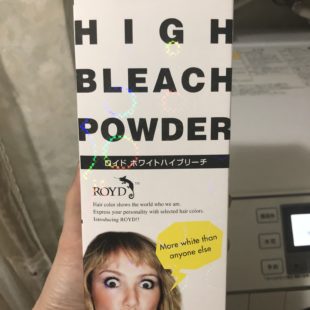 HIGH
BLEACH
POWDER
ロイド ホワイトハイブリーチ
ROYD
Hair color shows the world who we are.
Express your personality with selected hair colors.
Introducing ROYD!!
More white than
anyone else